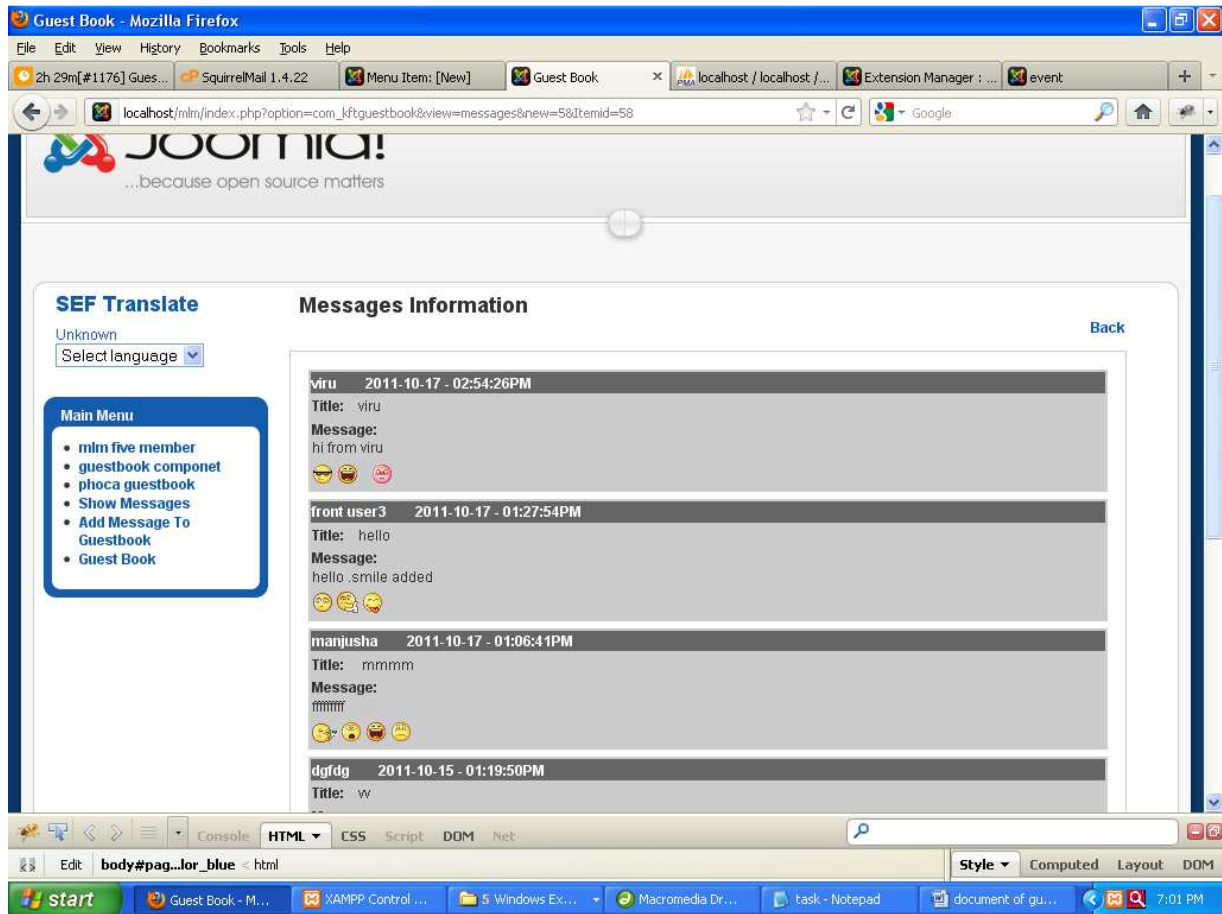 Guest Book - Mozilla Firefox
File Edit View History Bookmarks Tools Help
2h 29m[#1176] Gues... SquirrelMail 1.4.22 Menu Item: [New] Guest Book localhost / localhost /... Extension Manager : ... event
localhost/mlm/index.php?option=com_kftguestbook&view=messages&new=5&Itemid=58 Google
Joomla!
...because open source matters
SEF Translate
Unknown
Select language
Main Menu
mlm five member
guestbook componet
phoca guestbook
Show Messages
Add Message To
Guestbook
Guest Book
Messages Information
Back
viru 2011-10-17 - 02:54:26PM
Title: viru
Message:
hi from viru
front user3 2011-10-17 - 01:27:54PM
Title: hello
Message:
hello .smile added
manjusha 2011-10-17 - 01:06:41PM
Title: mmmm
Message:
dgfdg 2011-10-15 - 01:19:50PM
Title:
Console HTML CSS Script DOM Net
Edit body#pag...lor_blue < html Style Computed Layout DOM
start Guest Book - M... XAMPP Control ... 5 Windows Ex... Macromedia Dr... task - Notepad document of gu... 7:01 PM